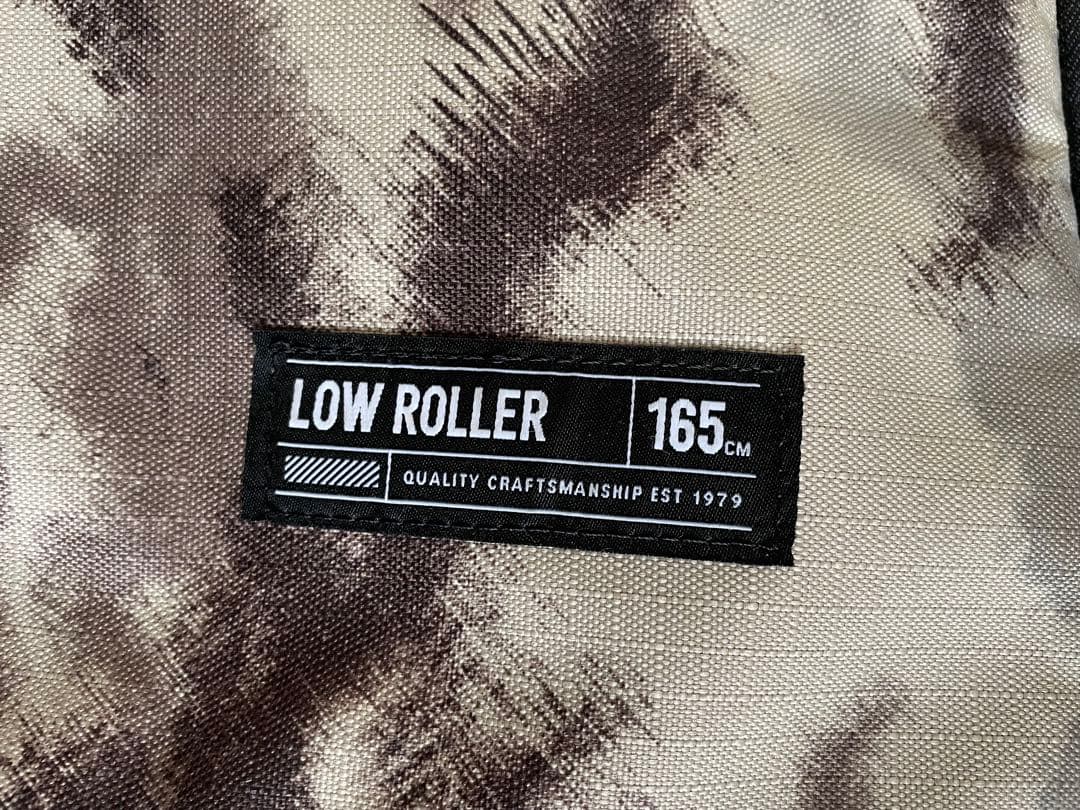 LOW ROLLER
165CM
QUALITY CRAFTSMANSHIP EST 1979